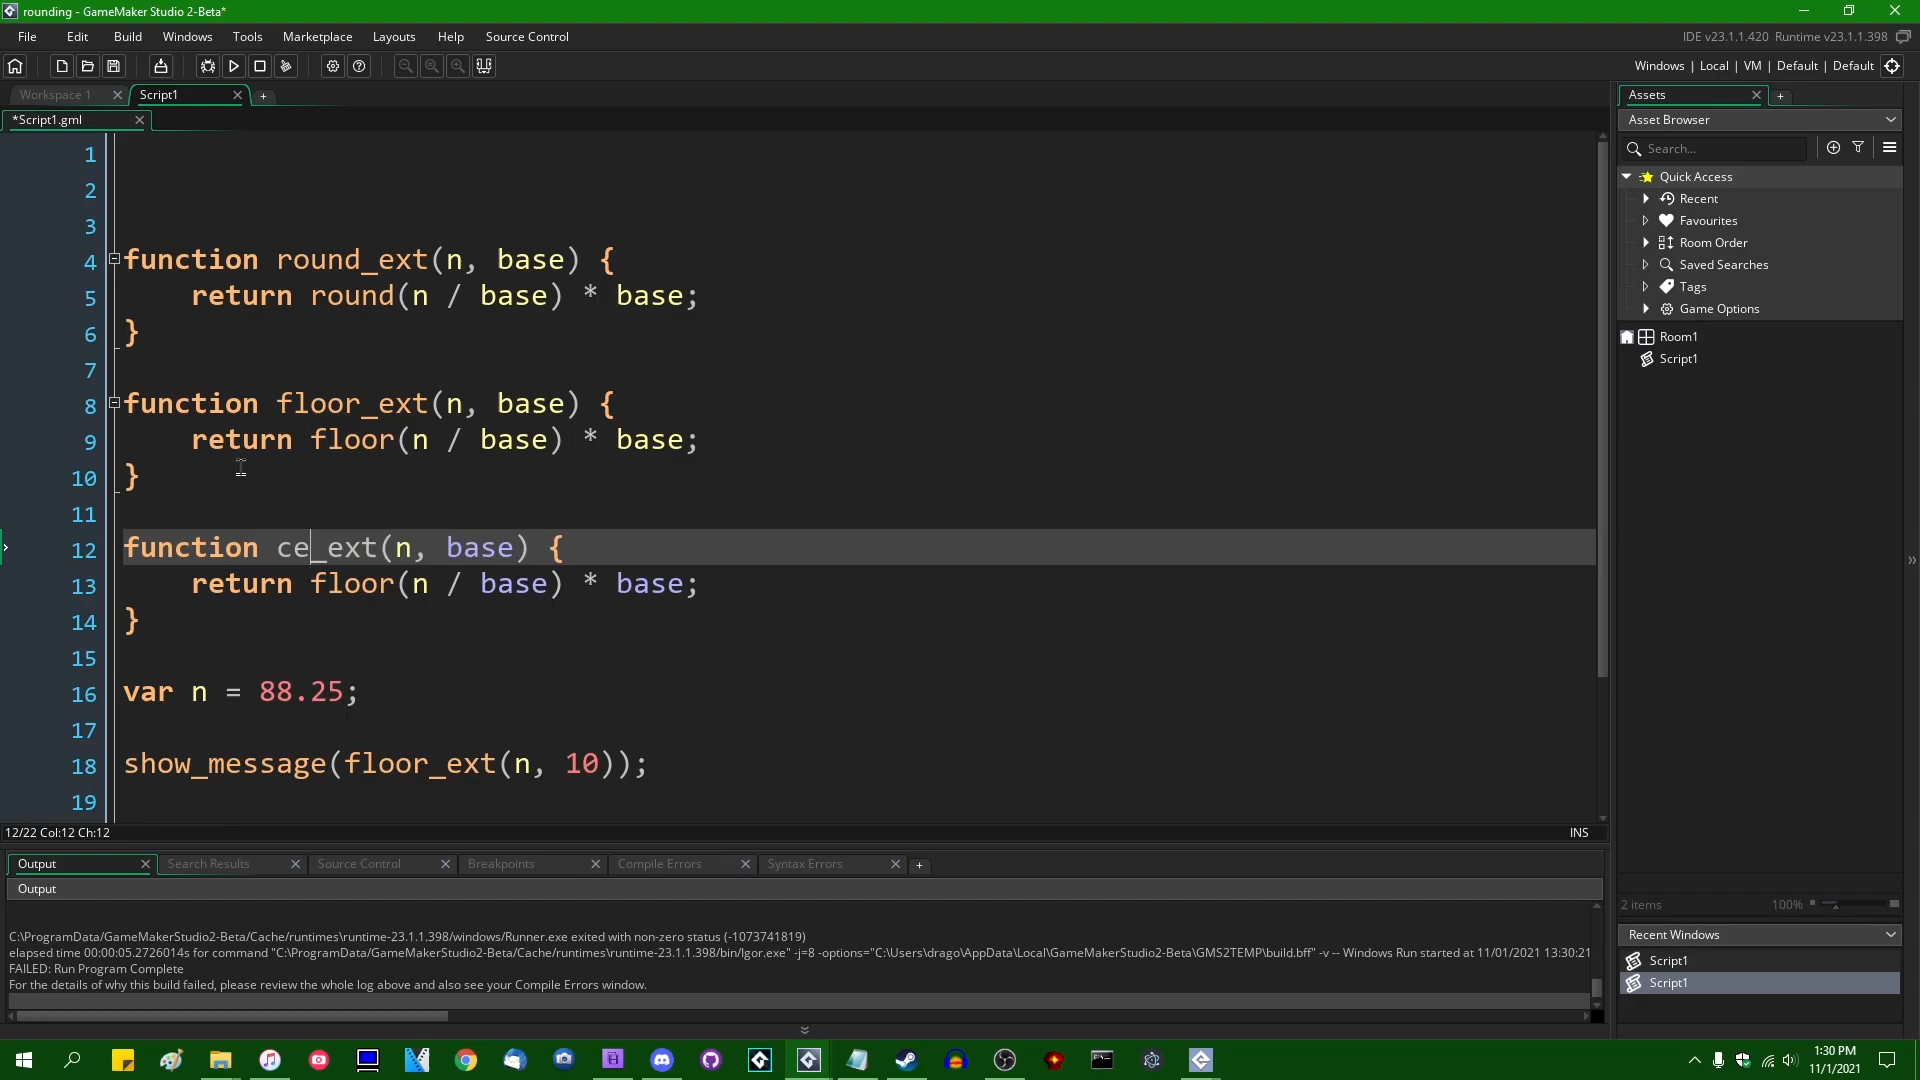 rounding - GameMaker Studio 2-Beta*
File Edit Build Windows Tools Marketplace Layouts Help Source Control
IDE v23.1.1.420 Runtime v23.1.1.398
Windows | Local | VM | Default | Default
Workspace 1
Script1
*Script1.gml
1
2
3
4 function round_ext(n, base) {
5 return round(n / base) * base;
6 }
7
8 function floor_ext(n, base) {
9 return floor(n / base) * base;
10 }
11
12 function ce_ext(n, base) {
13 return floor(n / base) * base;
14 }
15
16 var n = 88.25;
17
18 show_message(floor_ext(n, 10));
19
12/22 Col:12 Ch:12
INS
Output Search Results Source Control Breakpoints Compile Errors Syntax Errors
Output
C:\ProgramData/GameMakerStudio2-Beta/Cache/runtimes\runtime-23.1.1.398/windows/Runner.exe exited with non-zero status (-1073741819)
elapsed time 00:00:05.2726014s for command "C:\ProgramData/GameMakerStudio2-Beta/Cache/runtimes\runtime-23.1.1.398/bin/Igor.exe" -j=8 -options="C:\Users\drago\AppData\Local\GameMakerStudio2-Beta\GMS2TEMP\build.bff" -v -- Windows Run started at 11/01/2021 13:30:21
FAILED: Run Program Complete
For the details of why this build failed, please review the whole log above and also see your Compile Errors window.
Assets
Asset Browser
Search...
Quick Access
Recent
Favourites
Room Order
Saved Searches
Tags
Game Options
Room1
Script1
2 items
100%
Recent Windows
Script1
Script1
1:30 PM
11/1/2021